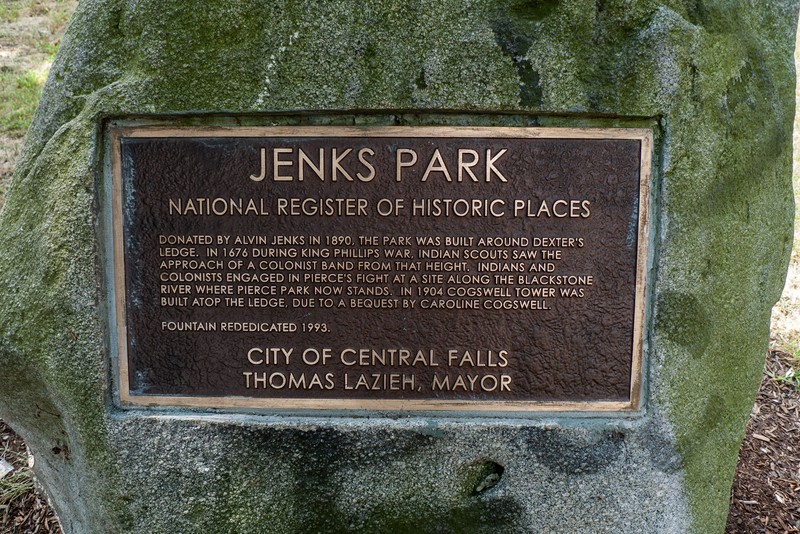 JENKS PARK
NATIONAL REGISTER OF HISTORIC PLACES
DONATED BY ALVIN JENKS IN 1890, THE PARK WAS BUILT AROUND DEXTER'S
LEDGE. IN 1676 DURING KING PHILLIPS WAR, INDIAN SCOUTS SAW THE
APPROACH OF A COLONIST BAND FROM THAT HEIGHT. INDIANS AND
COLONISTS ENGAGED IN PIERCE'S FIGHT AT A SITE ALONG THE BLACKSTONE
RIVER WHERE PIERCE PARK NOW STANDS. IN 1904 COGSWELL TOWER WAS
BUILT ATOP THE LEDGE, DUE TO A BEQUEST BY CAROLINE COGSWELL.
FOUNTAIN REDEDICATED 1993.
CITY OF CENTRAL FALLS
THOMAS LAZIEH, MAYOR